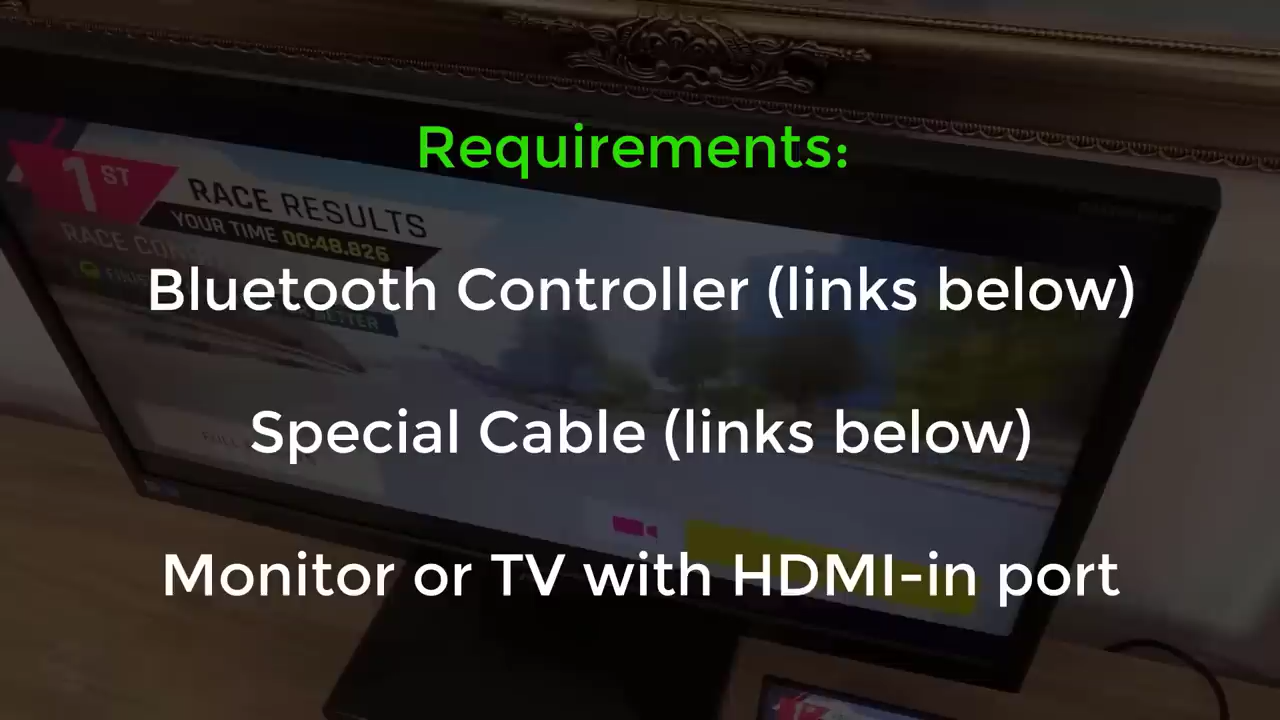 Requirements:
1ST
RACE RESULTS
YOUR TIME 00:48.826
Bluetooth Controller (links below)
Special Cable (links below)
Monitor or TV with HDMI-in port